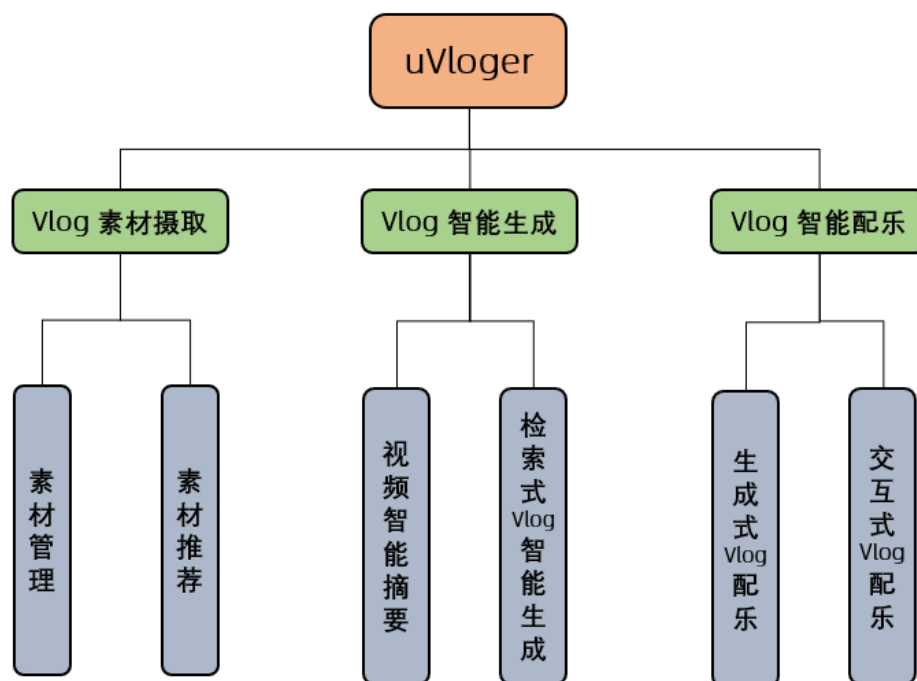 uVloger
Vlog 素材摄取
Vlog 智能生成
Vlog 智能配乐
素材管理
素材推荐
视频智能摘要
检索式Vlog智能生成
生成式Vlog配乐
交互式Vlog配乐